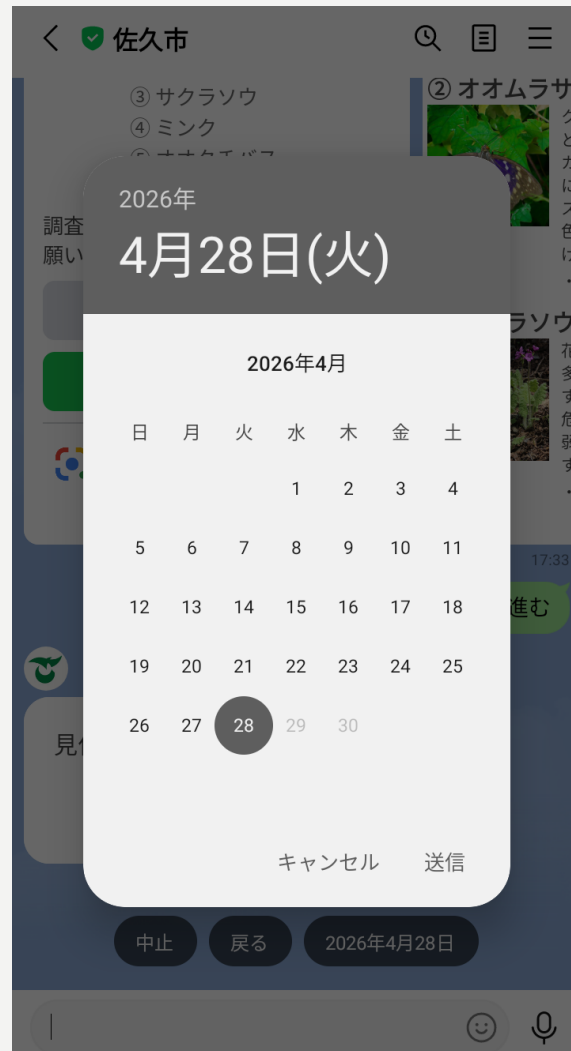 佐久市
③ サクラソウ
④ ミンク
② オオムラサ
調査
願い
2026年
4月28日(火)
2026年4月
日 月 火 水 木 金 土
1 2 3 4
5 6 7 8 9 10 11
12 13 14 15 16 17 18
19 20 21 22 23 24 25
26 27 28 29 30
キャンセル 送信
ラソウ
17:33
進む
中止 戻る 2026年4月28日